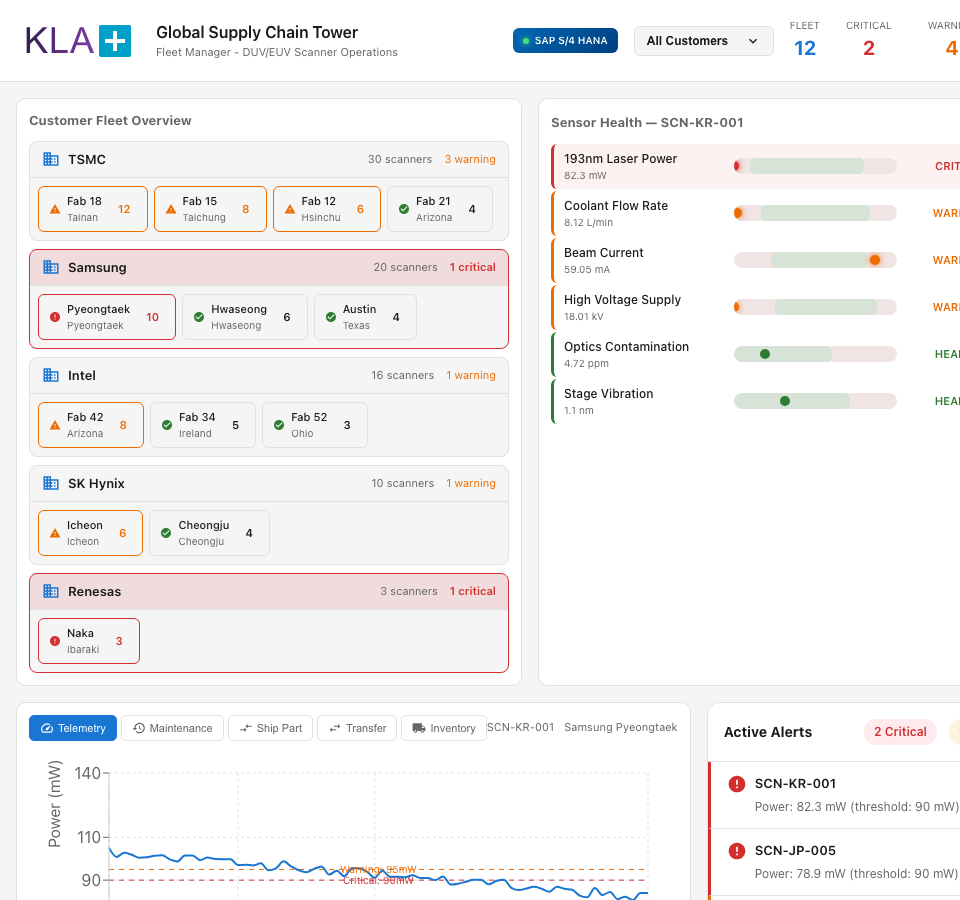 KLA
Global Supply Chain Tower
Fleet Manager - DUV/EUV Scanner Operations
SAP S/4 HANA
All Customers
FLEET
12
CRITICAL
2
WARN
4
Customer Fleet Overview
TSMC
30 scanners
3 warning
Fab 18
Tainan
12
Fab 15
Taichung
8
Fab 12
Hsinchu
6
Fab 21
Arizona
4
Samsung
20 scanners
1 critical
Pyeongtaek
Pyeongtaek
10
Hwaseong
Hwaseong
6
Austin
Texas
4
Intel
16 scanners
1 warning
Fab 42
Arizona
8
Fab 34
Ireland
5
Fab 52
Ohio
3
SK Hynix
10 scanners
1 warning
Icheon
Icheon
6
Cheongju
Cheongju
4
Renesas
3 scanners
1 critical
Naka
Ibaraki
3
Sensor Health — SCN-KR-001
193nm Laser Power
82.3 mW
CRIT
Coolant Flow Rate
8.12 L/min
WAR
Beam Current
59.05 mA
WAR
High Voltage Supply
18.01 kV
WAR
Optics Contamination
4.72 ppm
HEA
Stage Vibration
1.1 nm
HEA
Telemetry
Maintenance
Ship Part
Transfer
Inventory
SCN-KR-001
Samsung Pyeongtaek
Power (mW)
140
110
90
Warning: 95mW
Critical: 90mW
Active Alerts
2 Critical
SCN-KR-001
Power: 82.3 mW (threshold: 90 mW)
SCN-JP-005
Power: 78.9 mW (threshold: 90 mW)